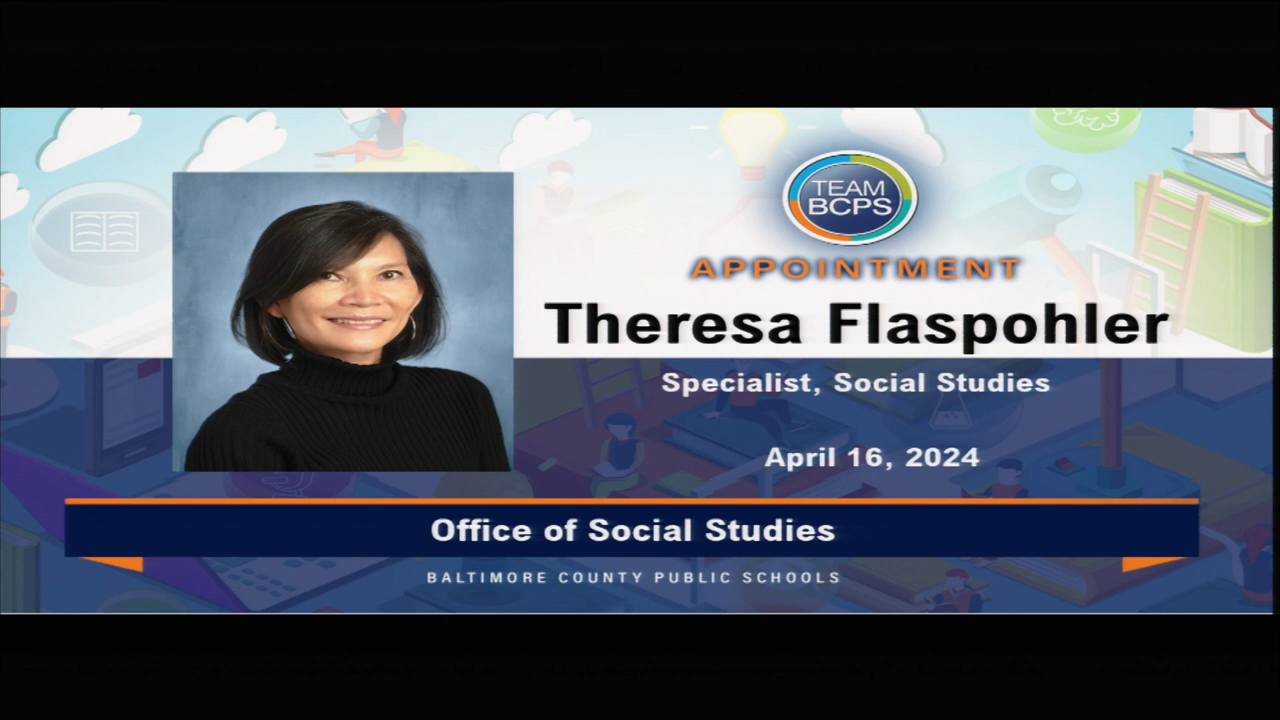 TEAM
BCPS
APPOINTMENT
Theresa Flaspohler
Specialist, Social Studies
April 16, 2024
Office of Social Studies
BALTIMORE COUNTY PUBLIC SCHOOLS